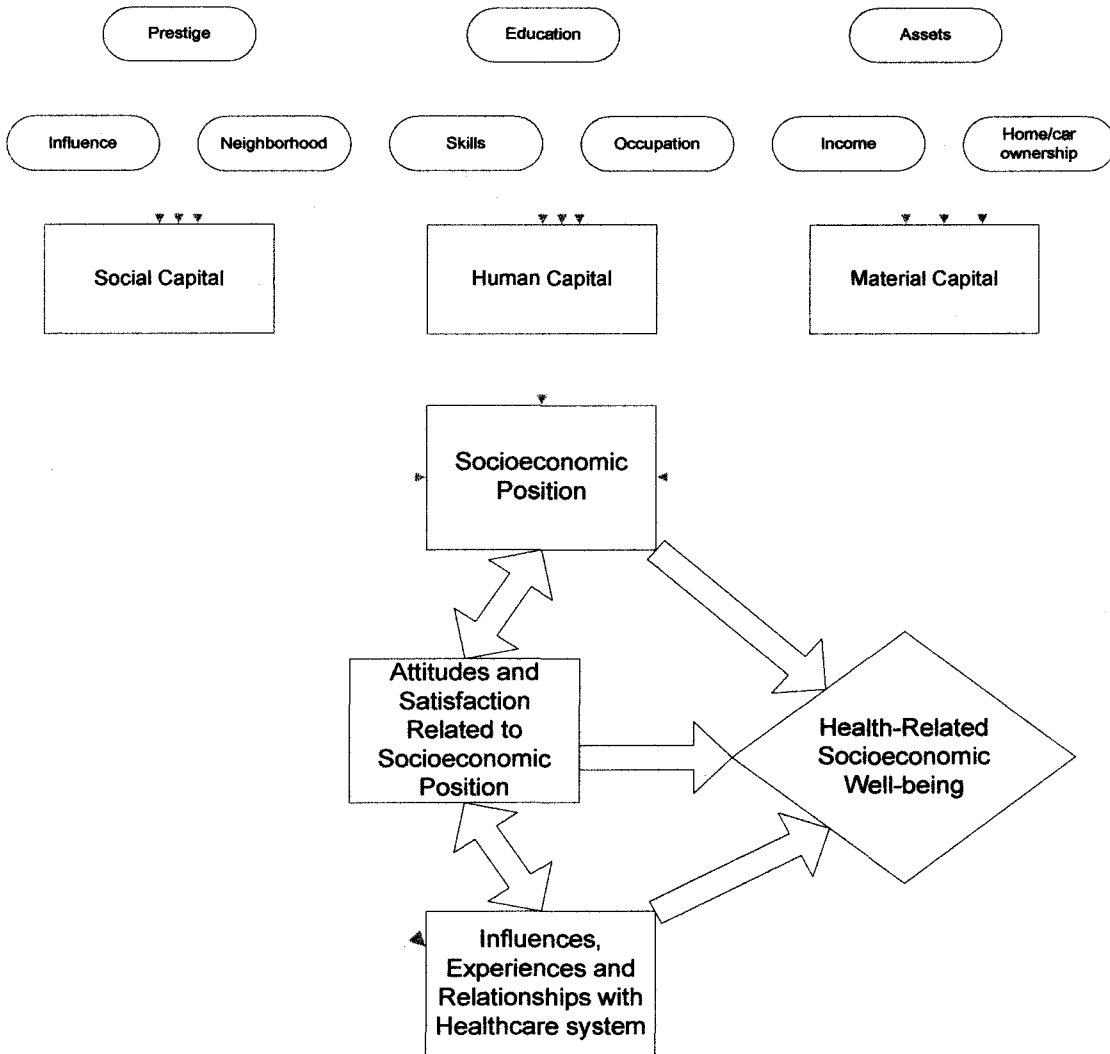 Prestige
Education
Assets
Influence
Neighborhood
Skills
Occupation
Income
Home/car
ownership
Social Capital
Human Capital
Material Capital
Socioeconomic
Position
Attitudes and
Satisfaction
Related to
Socioeconomic
Position
Health-Related
Socioeconomic
Well-being
Influences,
Experiences and
Relationships with
Healthcare system